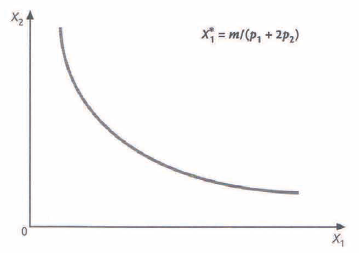 X₂
X₁* = m/(p₁ + 2p₂)
0
X₁